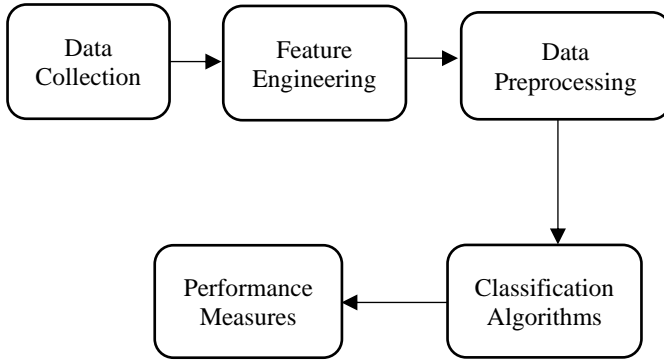 Data
Collection
Feature
Engineering
Data
Preprocessing
Classification
Algorithms
Performance
Measures